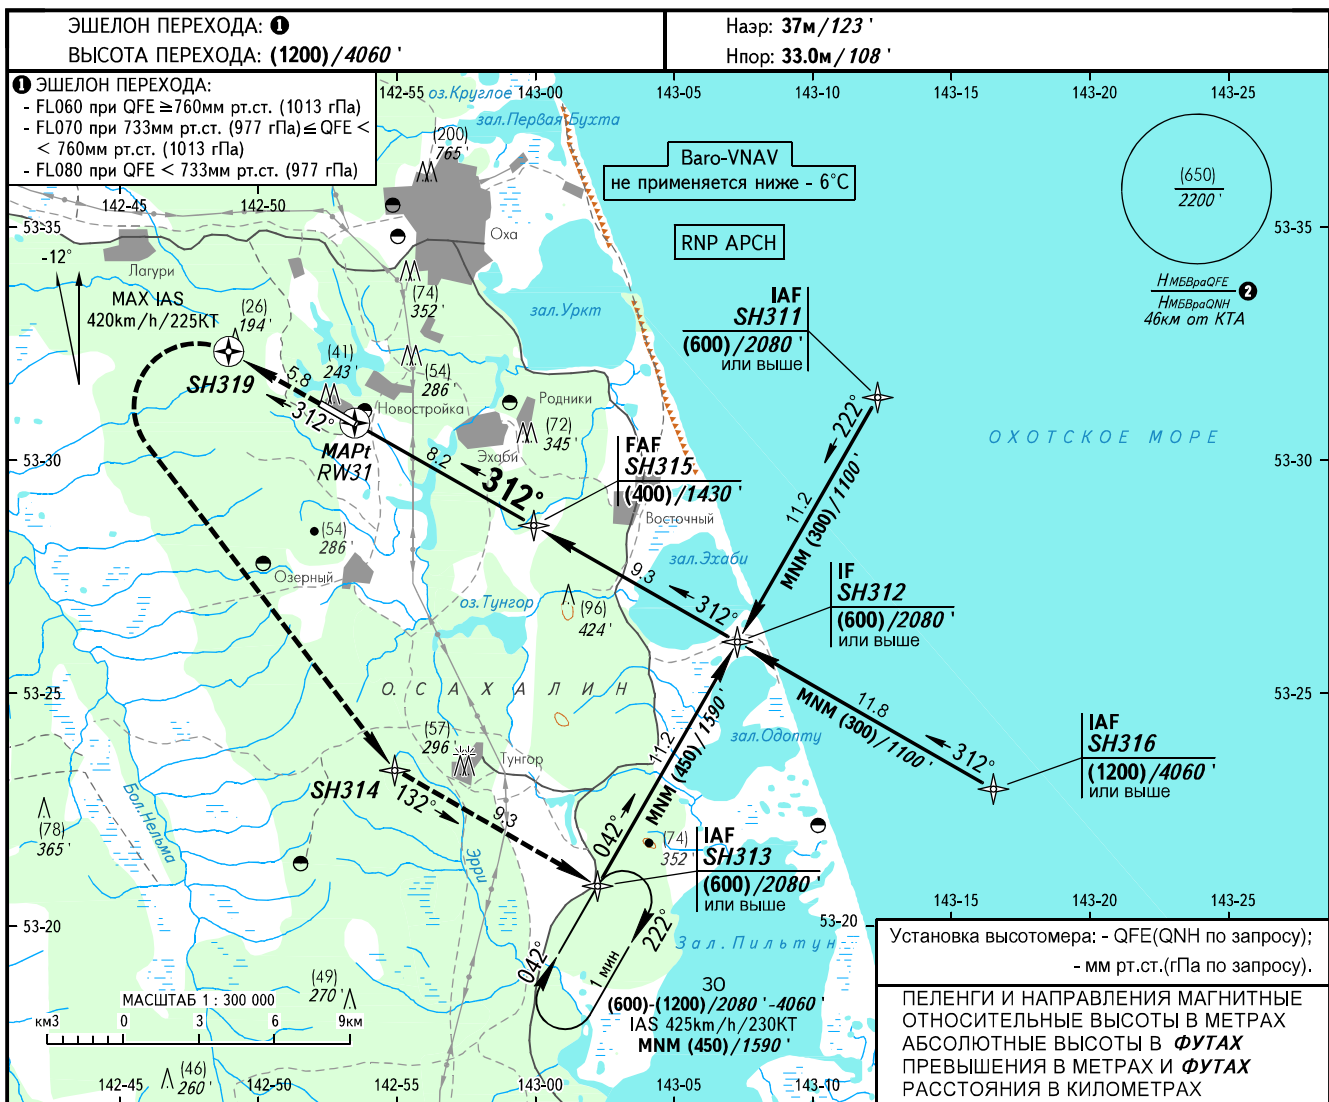 ЭШЕЛОН ПЕРЕХОДА: ❶
ВЫСОТА ПЕРЕХОДА: (1200)/4060 '
Наэр: 37м/123 '
Нпор: 33.0м/108 '
❶ ЭШЕЛОН ПЕРЕХОДА:
- FL060 при QFE ≥760мм рт.ст. (1013 гПа)
- FL070 при 733мм рт.ст. (977 гПа)≤ QFE <
< 760мм рт.ст. (1013 гПа)
- FL080 при QFE < 733мм рт.ст. (977 гПа)
142-55
оз.Круглое
143-00
143-05
143-10
143-15
143-20
143-25
зал.Первая Бухта
(200)
765 '
Baro-VNAV
не применяется ниже - 6°C
(650)
2200 '
142-45
142-50
53-35
Оха
RNP APCH
53-35
-12°
Лагури
MAX IAS
420km/h/225KT
(26)
194 '
(74)
352 '
зал.Уркт
IAF
SH311
(600)/2080 '
или выше
HМБВраQFE
HМБВраQNH
❷
46км от КТА
SH319
5.8
(41)
243 '
(54)
286 '
312°
Новостройка
Родники
(72)
345 '
222°
ОХОТСКОЕ МОРЕ
MAPt
RW31
8.2
Эхаби
312°
FAF
SH315
(400)/1430 '
53-30
53-30
11.2
MNM (300)/1100 '
(54)
286 '
Восточный
Озерный
зал.Эхаби
9.3
IF
SH312
(600)/2080 '
или выше
оз.Тунгор
(96)
424 '
312°
53-25
О. САХАЛИН
53-25
11.8
MNM (300)/1100 '
312°
IAF
SH316
(1200)/4060 '
или выше
(57)
296 '
Тунгор
11.2
MNM (450)/1590 '
зал.Одопту
SH314
132°
9.3
042°
(78)
365 '
Бол.Нельма
Эрри
(74)
352 '
IAF
SH313
(600)/2080 '
или выше
143-15
143-20
143-25
53-20
53-20
222°
042°
1 мин
Зал. Пильтун
Установка высотомера: - QFE(QNH по запросу);
- мм рт.ст.(гПа по запросу).
(49)
270 '
ЗО
(600)-(1200)/2080 '-4060 '
IAS 425km/h/230KT
MNM (450)/1590 '
МАСШТАБ 1 : 300 000
км3 0 3 6 9км
ПЕЛЕНГИ И НАПРАВЛЕНИЯ МАГНИТНЫЕ
ОТНОСИТЕЛЬНЫЕ ВЫСОТЫ В МЕТРАХ
АБСОЛЮТНЫЕ ВЫСОТЫ В ФУТАХ
ПРЕВЫШЕНИЯ В МЕТРАХ И ФУТАХ
РАССТОЯНИЯ В КИЛОМЕТРАХ
(46)
260 '
142-45
142-50
142-55
143-00
143-05
143-10